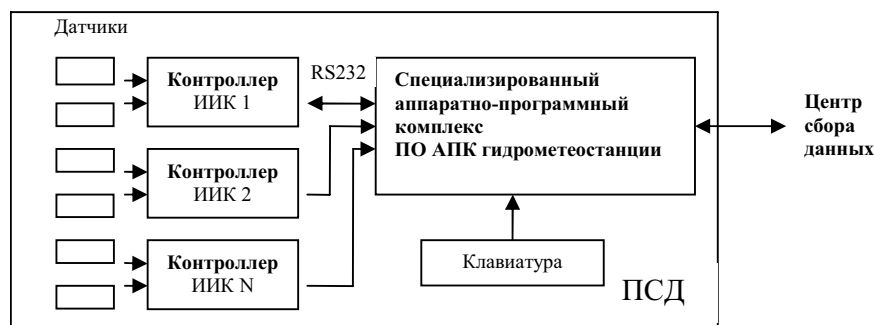 Датчики
Контроллер
ИИК 1
RS232
Специализированный
аппаратно-программный
комплекс
ПО АПК гидрометеостанции
Центр
сбора
данных
Контроллер
ИИК 2
Контроллер
ИИК N
Клавиатура
ПСД